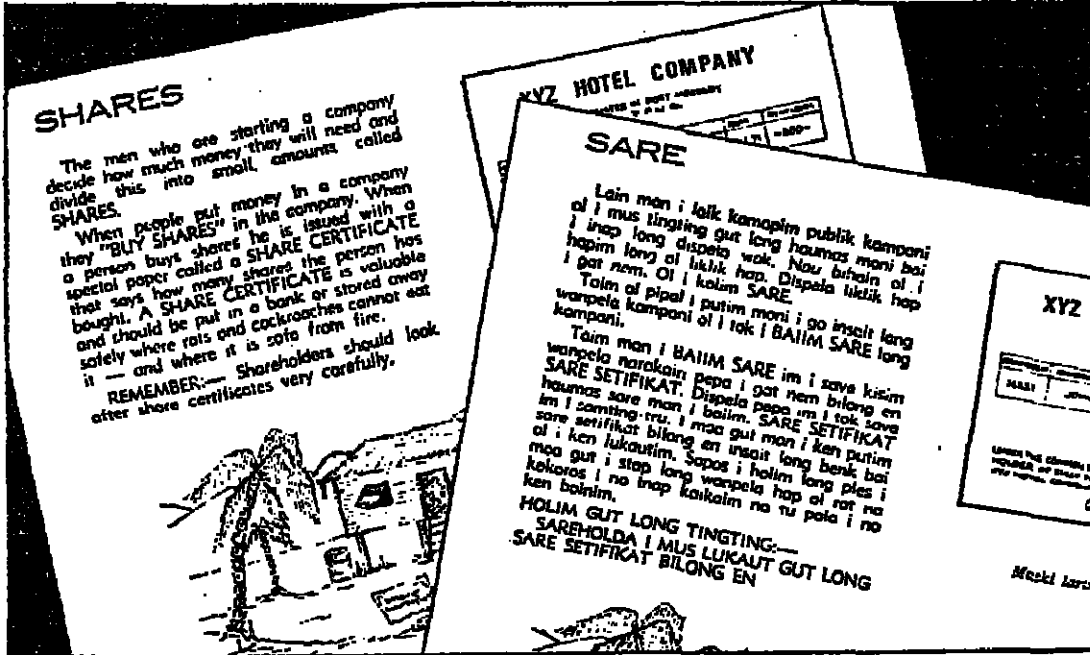 SHARES
The men who are starting a company
decide how much money they will need and
divide this into small amounts called
SHARES.
When people put money in a company
they "BUY SHARES" in the company. When
a person buys shares he is issued with a
special paper called a SHARE CERTIFICATE
that says how many shares the person has
bought. A SHARE CERTIFICATE is valuable
and should be put in a bank or stored away
safely where rats and cockroaches cannot eat
it — and where it is safe from fire.
REMEMBER:— Shareholders should look
after share certificates very carefully.
XYZ HOTEL COMPANY
SARE
Lain man i laik kamapim publik kampani
ol i mus tingting gut long haumas moni bai
i inap long dispela wok. Nau bihain ol i
hapim long ol liklik hap. Dispela liklik hap
i gat nem. Ol i kolim SARE.
Taim ol pipal i putim moni i go insait long
wanpela kampani ol i tok i BAIIM SARE long
kampani.
Taim man i BAIIM SARE im i save kisim
wanpela narakain pepa i gat nem bilong en
SARE SETIFIKAT. Dispela pepa im i tok save
haumas sare man i baiim. SARE SETIFIKAT
im i samting tru. I moa gut man i ken putim
sare setifikat bilong en insait long benk bai
ol i ken lukautim. Sapos i holim long ples i
moa gut i stap long wanpela hap ol rat na
kokoros i no inap kaikaim na tu paia i no
ken boinim.
HOLIM GUT LONG TINGTING:—
SAREHOLDA I MUS LUKAUT GUT LONG
SARE SETIFIKAT BILONG EN
XYZ
Maski